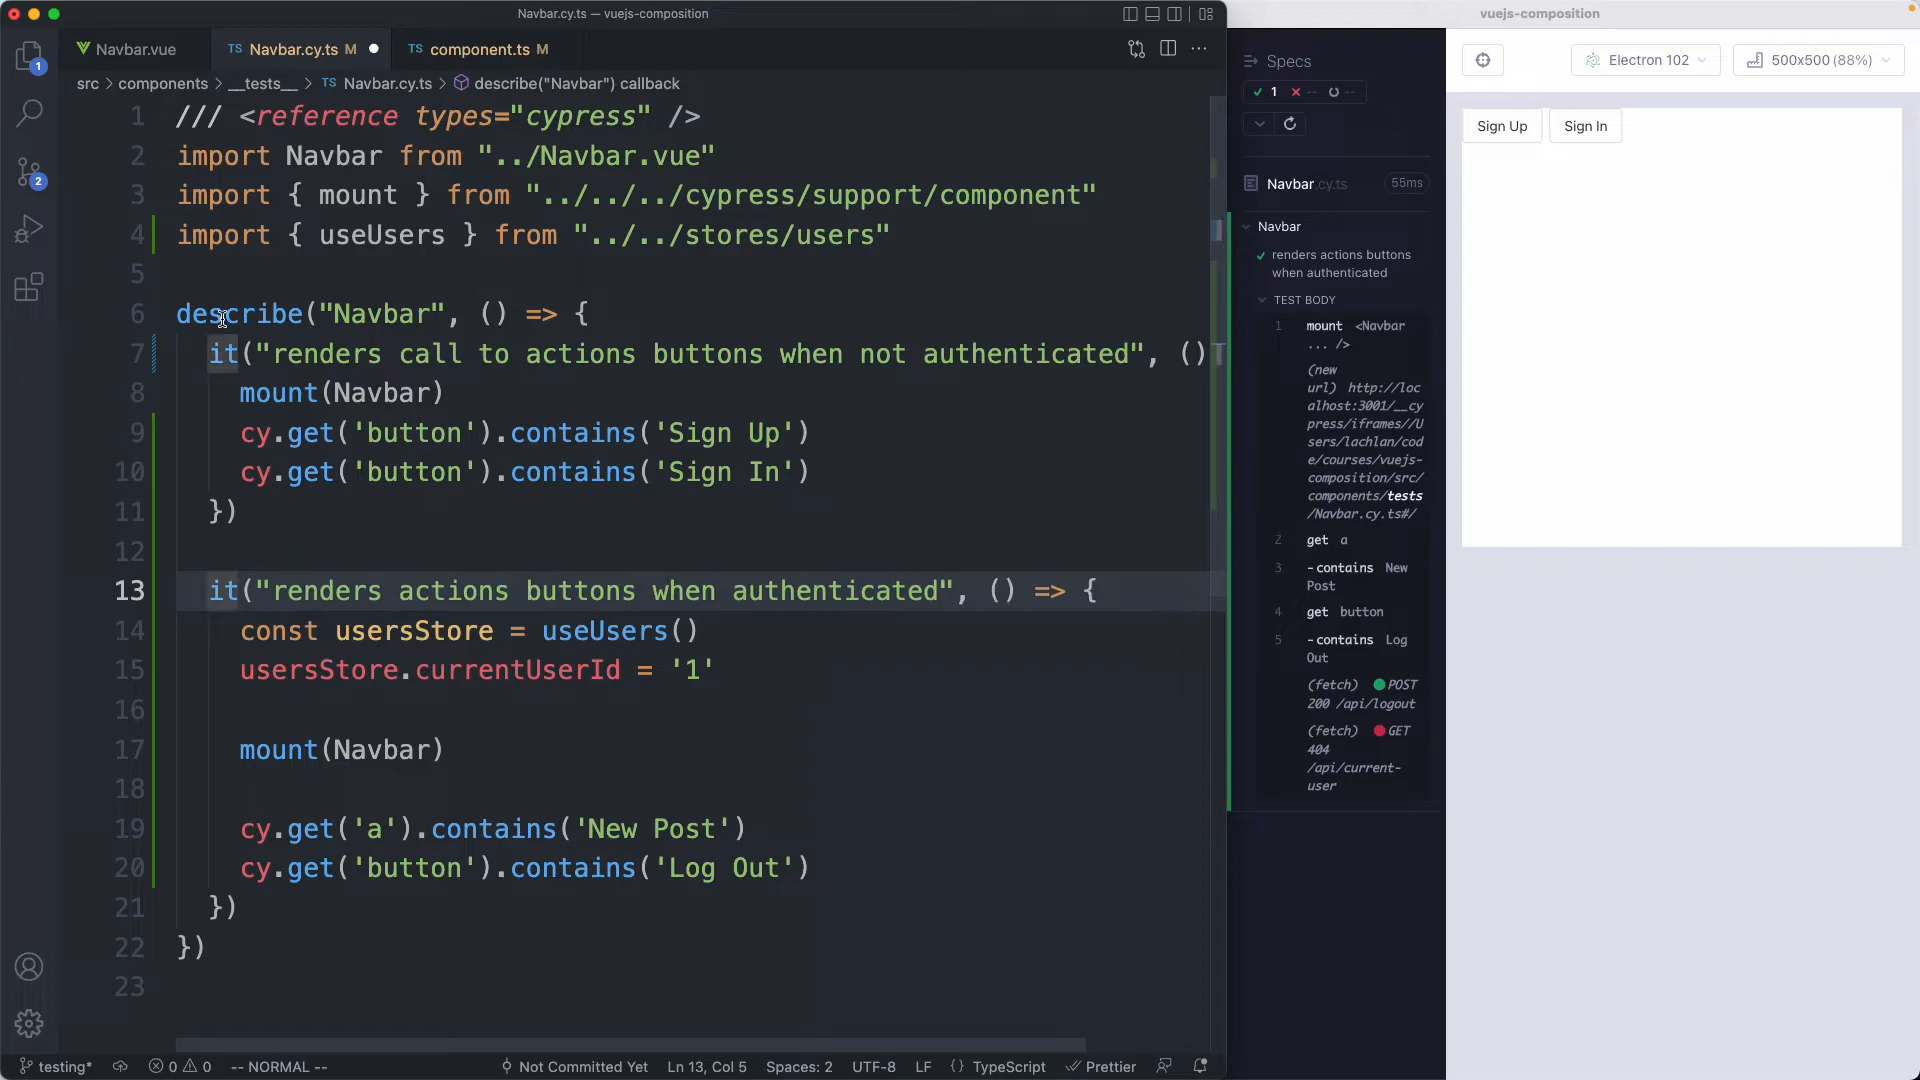 Navbar.cy.ts — vuejs-composition
Navbar.vue
TS Navbar.cy.ts M
TS component.ts M
src > components > __tests__ > TS Navbar.cy.ts > describe("Navbar") callback
1 /// <reference types="cypress" />
2 import Navbar from "../Navbar.vue"
3 import { mount } from "../../../cypress/support/component"
4 import { useUsers } from "../../stores/users"
5
6 describe("Navbar", () => {
7 it("renders call to actions buttons when not authenticated", ()
8 mount(Navbar)
9 cy.get('button').contains('Sign Up')
10 cy.get('button').contains('Sign In')
11 })
12
13 it("renders actions buttons when authenticated", () => {
14 const usersStore = useUsers()
15 usersStore.currentUserId = '1'
16
17 mount(Navbar)
18
19 cy.get('a').contains('New Post')
20 cy.get('button').contains('Log Out')
21 })
22 })
23
1
2
testing* 0 0 -- NORMAL -- Not Committed Yet Ln 13, Col 5 Spaces: 2 UTF-8 LF {} TypeScript Prettier
Specs
1 -- --
Navbar.cy.ts 55ms
Navbar
renders actions buttons
when authenticated
TEST BODY
1 mount <Navbar
... />
(new
url) http://loc
alhost:3001/__cy
press/iframes//U
sers/lachlan/cod
e/courses/vuejs-
composition/src/
components/tests
/Navbar.cy.ts#/
2 get a
3 -contains New
Post
4 get button
5 -contains Log
Out
(fetch) POST
200 /api/logout
(fetch) GET
404
/api/current-
user
vuejs-composition
Electron 102
500x500 (88%)
Sign Up
Sign In